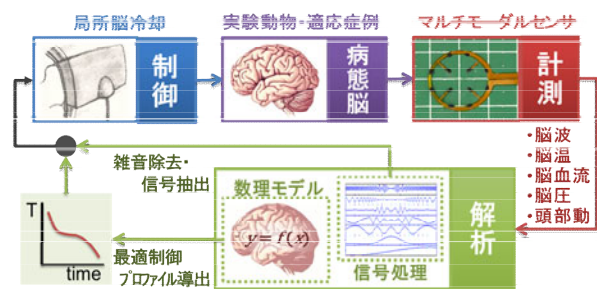 局所脳冷却
実験動物・適応症例
マルチモーダルセンサ
制御
病態脳
計測
・脳波
・脳温
・脳血流
・脳圧
・頭部動
雑音除去・
信号抽出
数理モデル
y=f(x)
信号処理
解析
T
time
最適制御
プロファイル導出